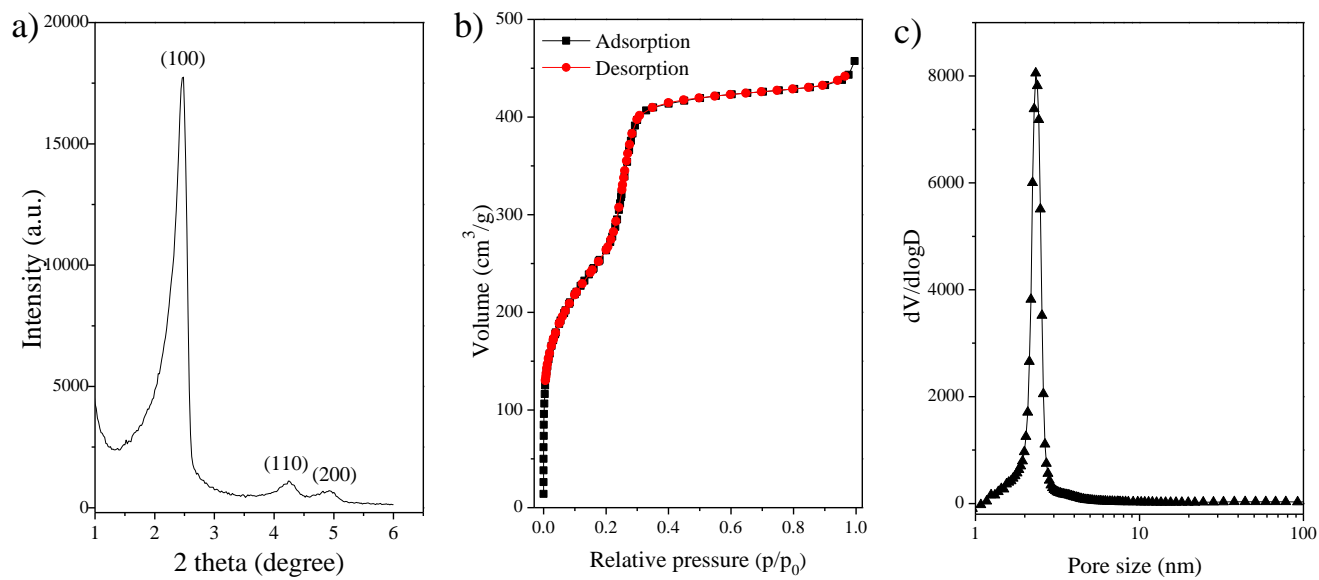 a)
20000
15000
10000
5000
0
Intensity (a.u.)
(100)
(110)
(200)
1 2 3 4 5 6
2 theta (degree)
b)
500
400
300
200
100
0
Volume (cm³/g)
Adsorption
Desorption
0.0 0.2 0.4 0.6 0.8 1.0
Relative pressure (p/p₀)
c)
8000
6000
4000
2000
0
dV/dlogD
1 10 100
Pore size (nm)